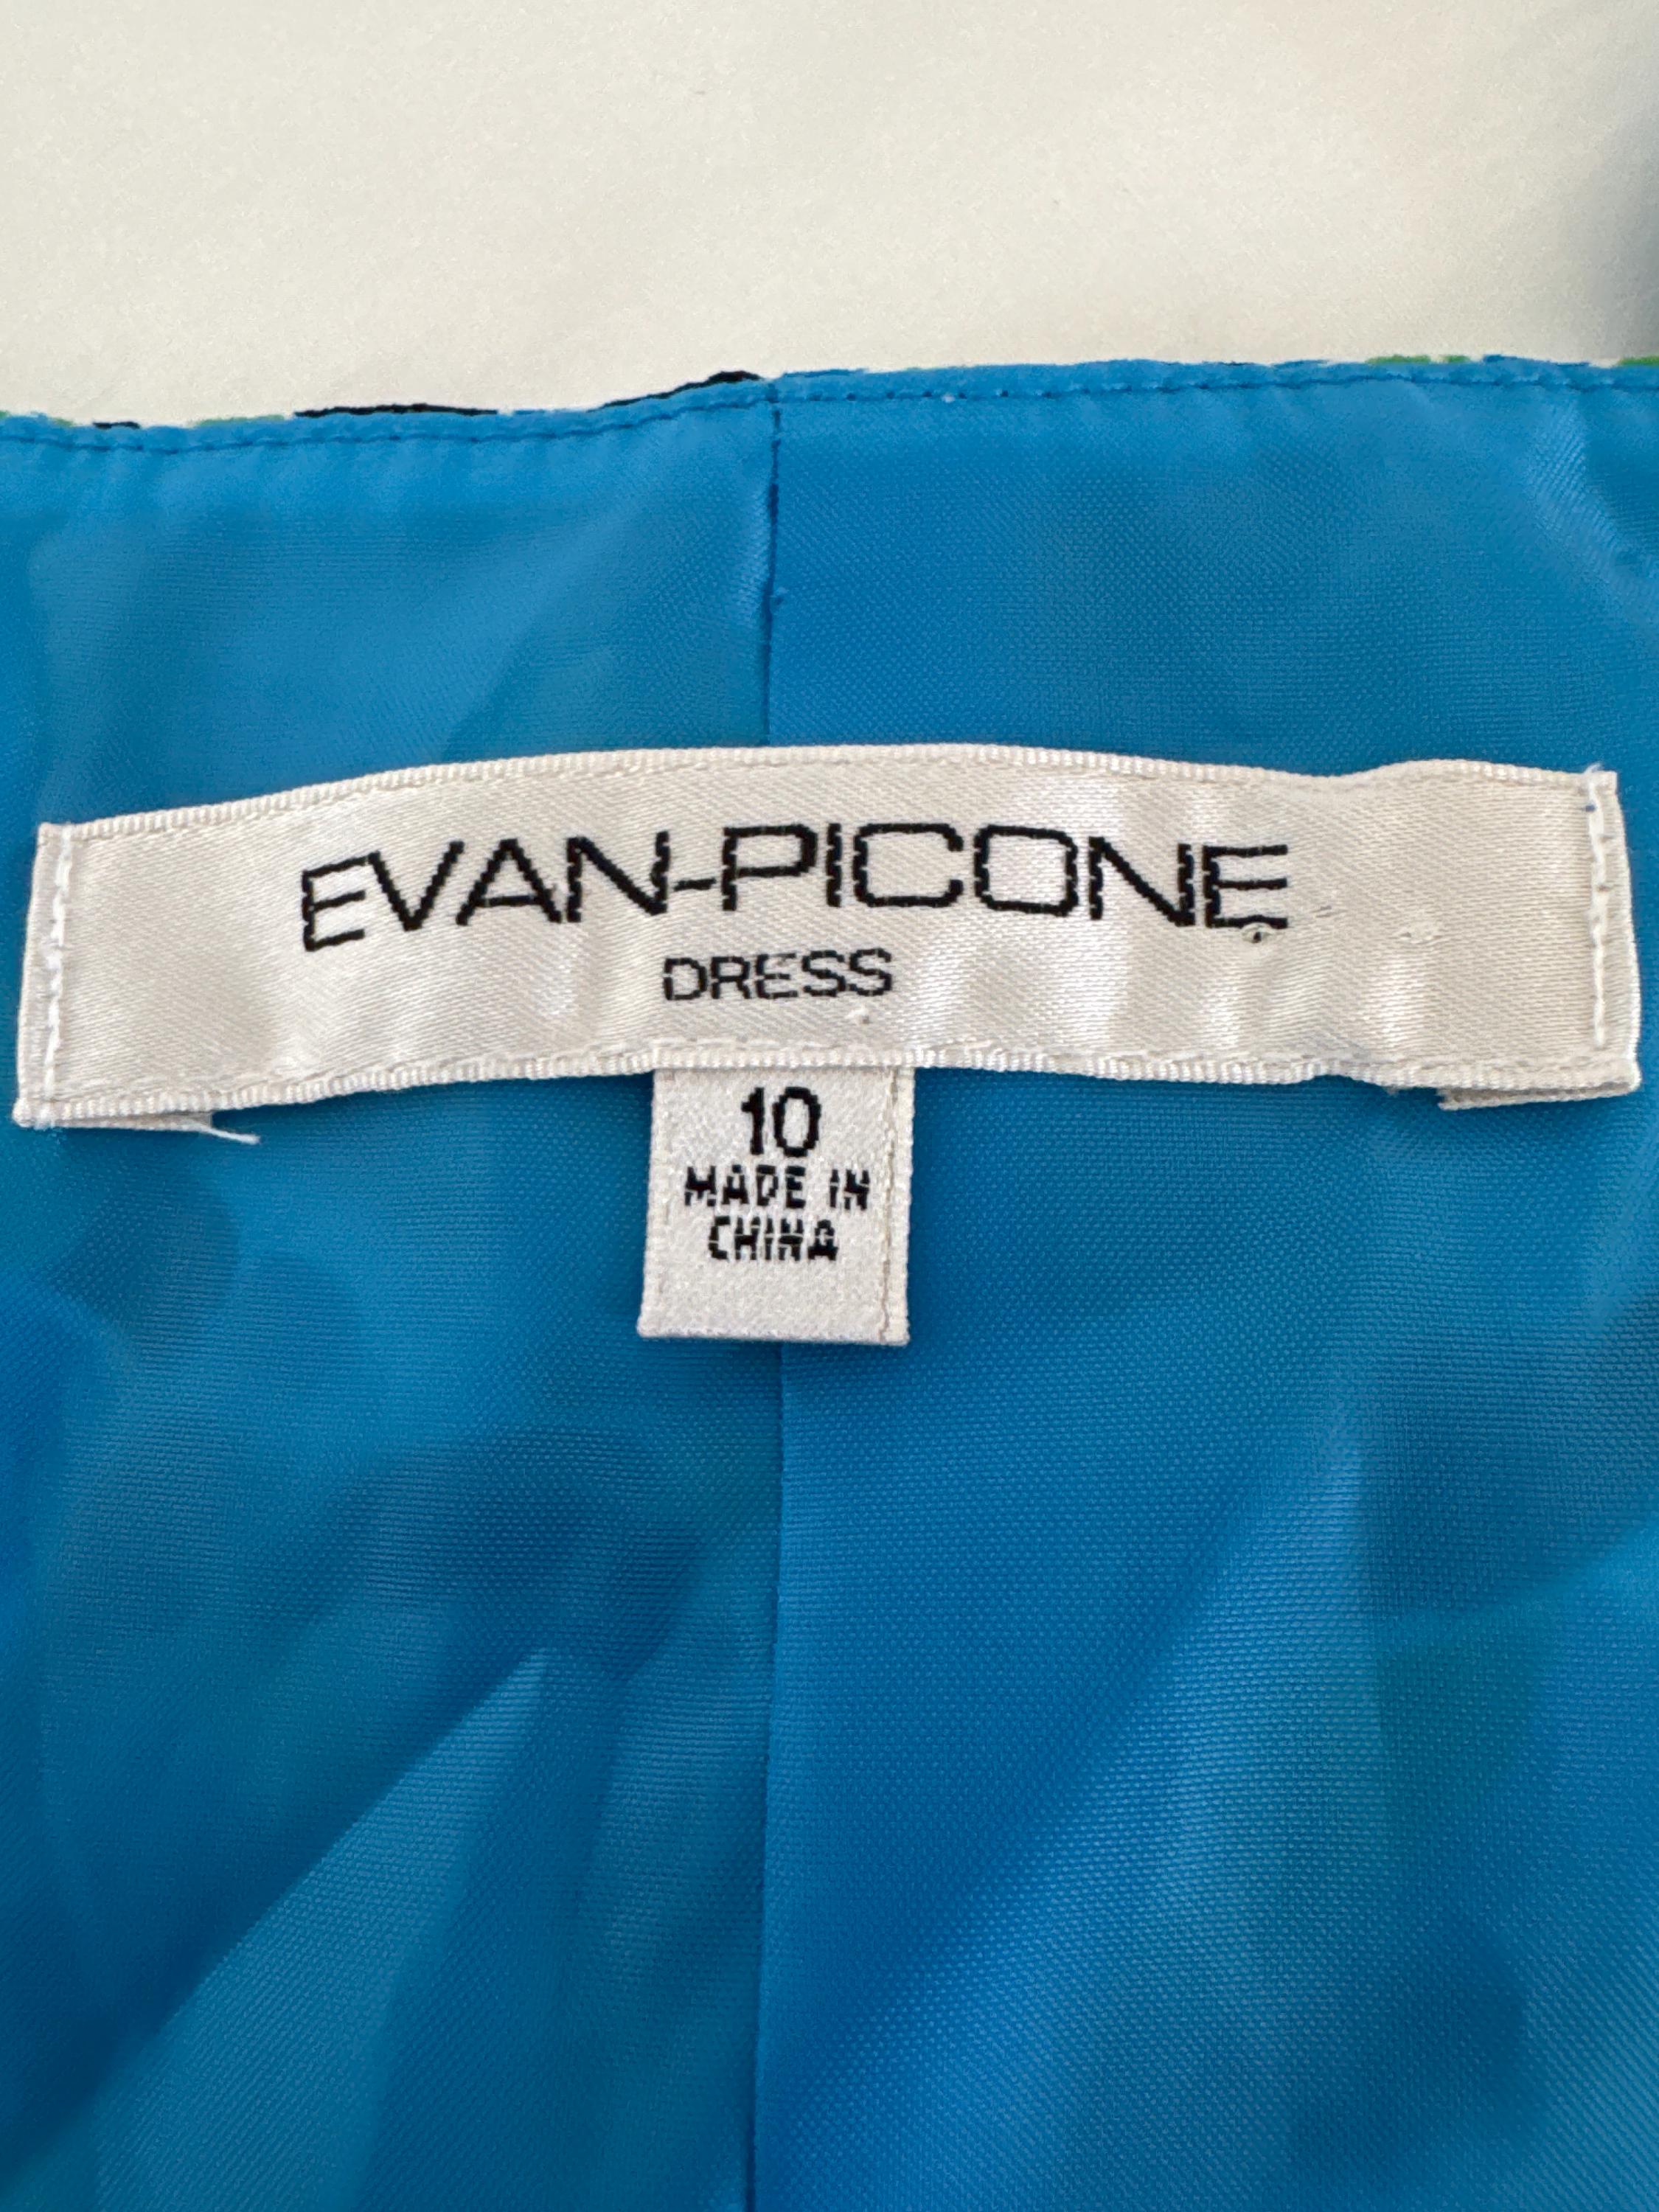 EVAN-PICONE
DRESS
10
MADE IN
CHINA